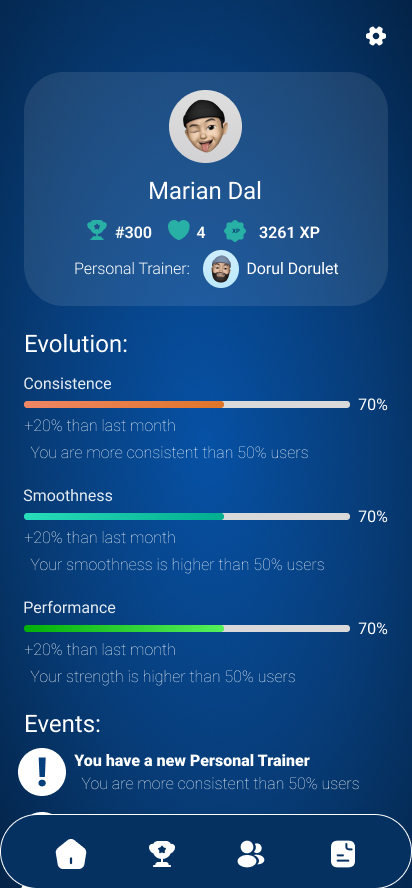 Marian Dal
#300 4 XP 3261 XP
Personal Trainer: Dorul Dorulet
Evolution:
Consistence
70%
+20% than last month
You are more consistent than 50% users
Smoothness
70%
+20% than last month
Your smoothness is higher than 50% users
Performance
70%
+20% than last month
Your strength is higher than 50% users
Events:
! You have a new Personal Trainer
You are more consistent than 50% users